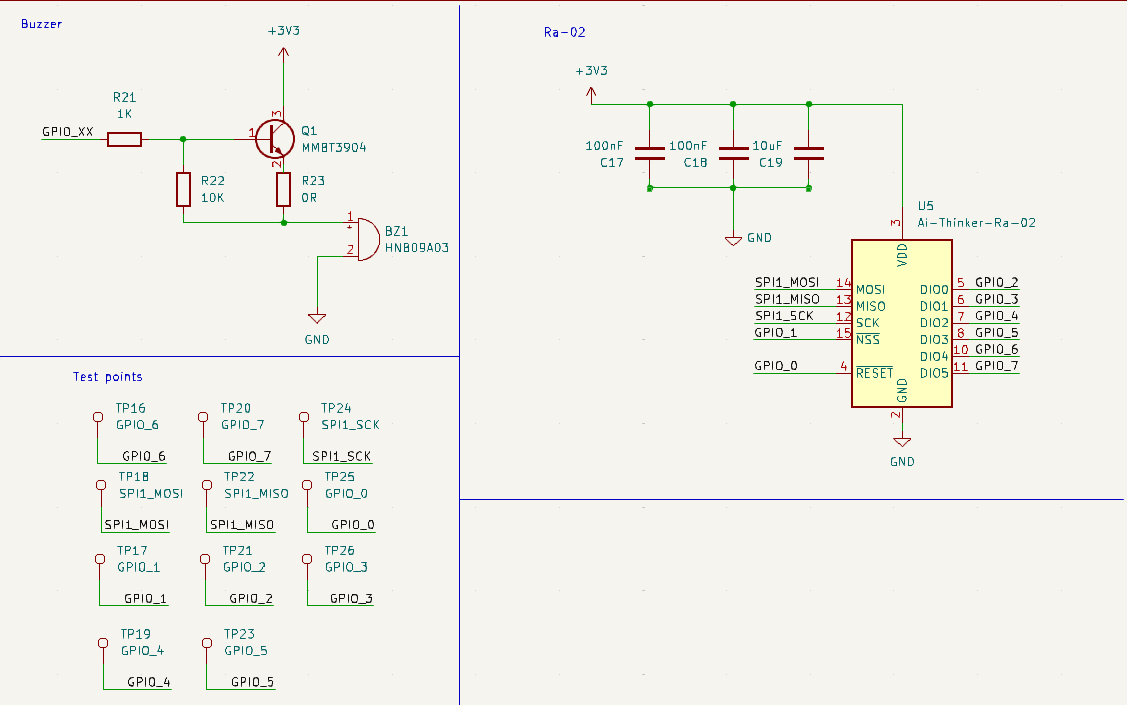 Buzzer
+3V3
R21
1K
GPIO_XX
1
3
2
Q1
MMBT3904
R22
10K
R23
0R
1
+
2
BZ1
HNB09A03
GND
Ra-02
+3V3
100nF
C17
100nF
C18
10uF
C19
GND
U5
Ai-Thinker-Ra-02
3
VDD
SPI1_MOSI 14 MOSI
SPI1_MISO 13 MISO
SPI1_SCK 12 SCK
GPIO_1 15 NSS
GPIO_0 4 RESET
DIO0 5 GPIO_2
DIO1 6 GPIO_3
DIO2 7 GPIO_4
DIO3 8 GPIO_5
DIO4 10 GPIO_6
DIO5 11 GPIO_7
GND
2
GND
Test points
TP16
GPIO_6
GPIO_6
TP20
GPIO_7
GPIO_7
TP24
SPI1_SCK
SPI1_SCK
TP18
SPI1_MOSI
SPI1_MOSI
TP22
SPI1_MISO
SPI1_MISO
TP25
GPIO_0
GPIO_0
TP17
GPIO_1
GPIO_1
TP21
GPIO_2
GPIO_2
TP26
GPIO_3
GPIO_3
TP19
GPIO_4
GPIO_4
TP23
GPIO_5
GPIO_5